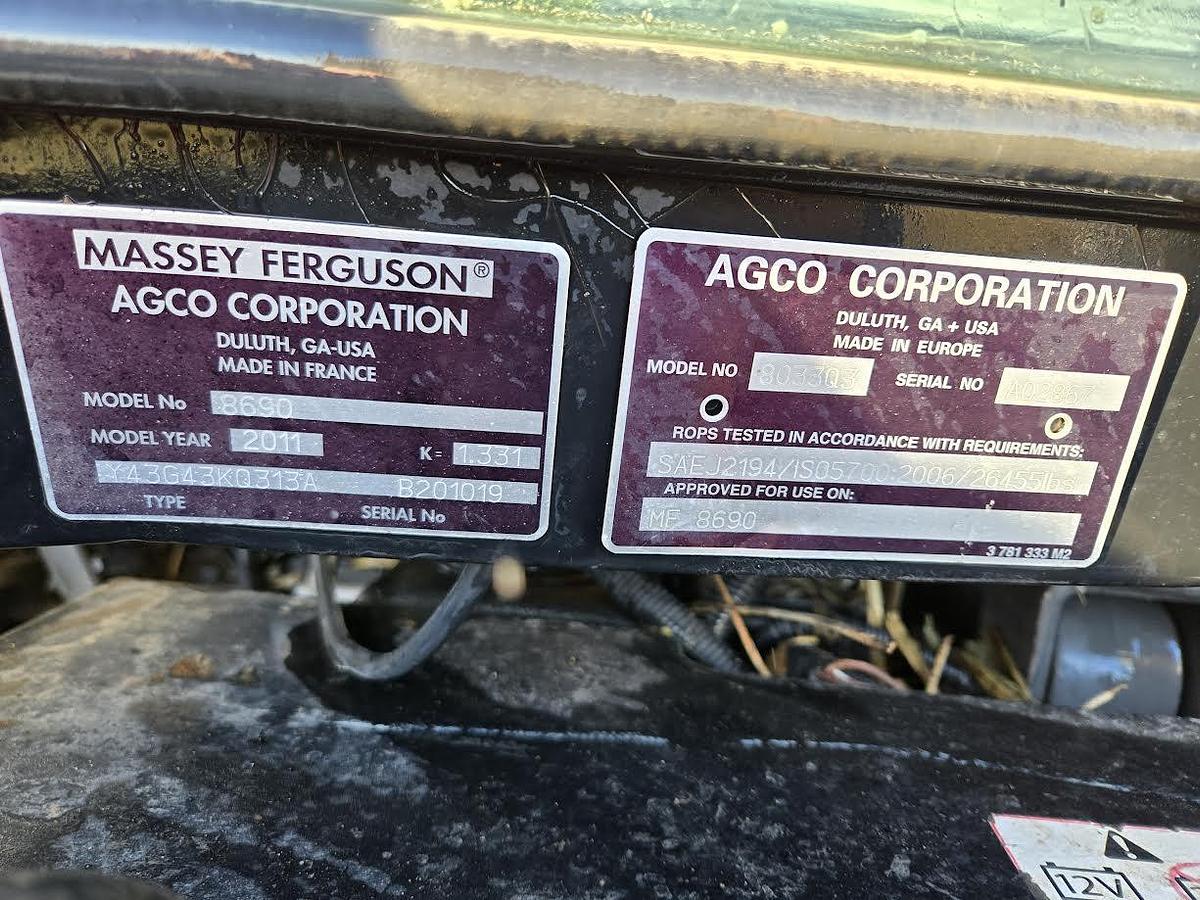 MASSEY FERGUSON®
AGCO CORPORATION
DULUTH, GA-USA
MADE IN FRANCE
MODEL No 8690
MODEL YEAR 2011 K= 1.331
Y43G43KQ313A B201019
TYPE SERIAL No
AGCO CORPORATION
DULUTH, GA + USA
MADE IN EUROPE
MODEL NO 8033Q3 SERIAL NO A02867
ROPS TESTED IN ACCORDANCE WITH REQUIREMENTS:
SAEJ2194/ISO5700:2006/26455lbs
APPROVED FOR USE ON:
MF 8690
3 781 333 M2
12V